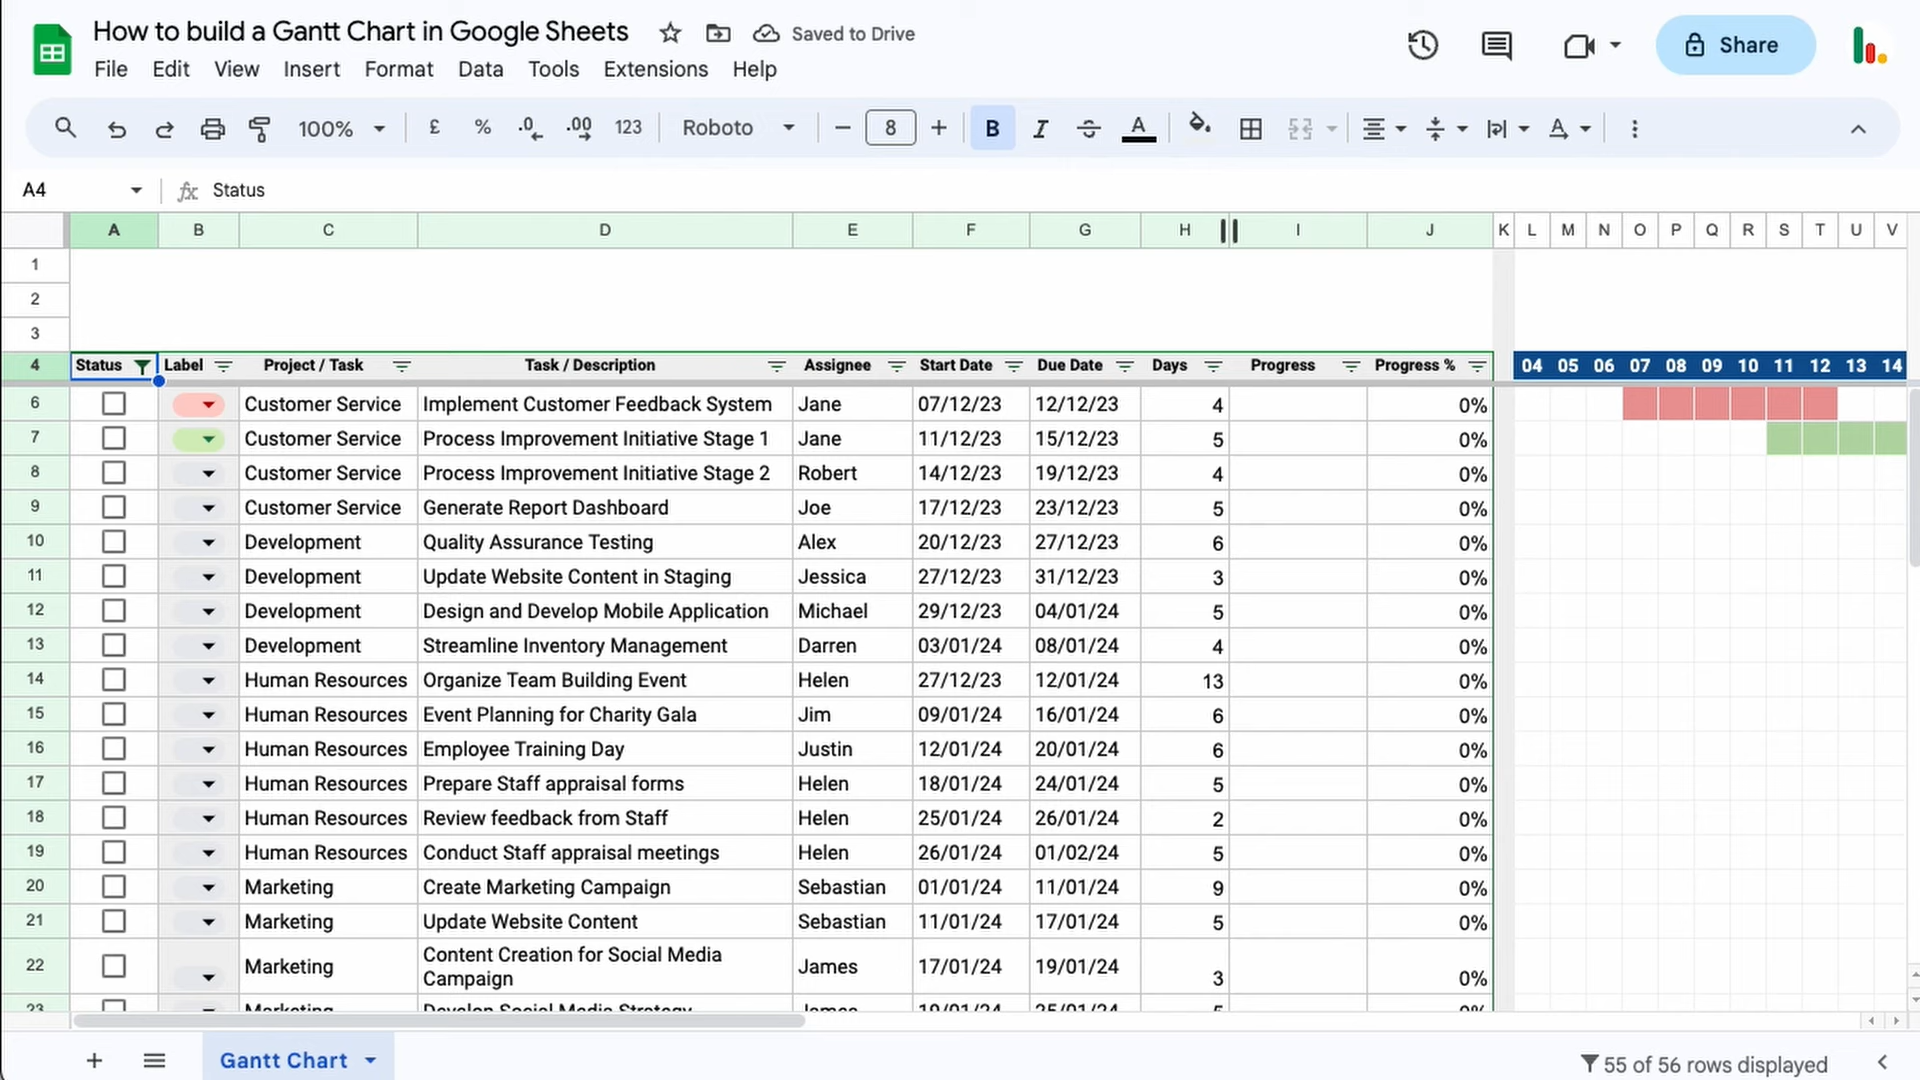 How to build a Gantt Chart in Google Sheets Saved to Drive
File Edit View Insert Format Data Tools Extensions Help
Share
100% £ % .0 .00 123 Roboto 8 B I S A
A4 fx Status
A B C D E F G H I J K L M N O P Q R S T U V
1
2
3
4 Status Label Project / Task Task / Description Assignee Start Date Due Date Days Progress Progress % 04 05 06 07 08 09 10 11 12 13 14
6 Customer Service Implement Customer Feedback System Jane 07/12/23 12/12/23 4 0%
7 Customer Service Process Improvement Initiative Stage 1 Jane 11/12/23 15/12/23 5 0%
8 Customer Service Process Improvement Initiative Stage 2 Robert 14/12/23 19/12/23 4 0%
9 Customer Service Generate Report Dashboard Joe 17/12/23 23/12/23 5 0%
10 Development Quality Assurance Testing Alex 20/12/23 27/12/23 6 0%
11 Development Update Website Content in Staging Jessica 27/12/23 31/12/23 3 0%
12 Development Design and Develop Mobile Application Michael 29/12/23 04/01/24 5 0%
13 Development Streamline Inventory Management Darren 03/01/24 08/01/24 4 0%
14 Human Resources Organize Team Building Event Helen 27/12/23 12/01/24 13 0%
15 Human Resources Event Planning for Charity Gala Jim 09/01/24 16/01/24 6 0%
16 Human Resources Employee Training Day Justin 12/01/24 20/01/24 6 0%
17 Human Resources Prepare Staff appraisal forms Helen 18/01/24 24/01/24 5 0%
18 Human Resources Review feedback from Staff Helen 25/01/24 26/01/24 2 0%
19 Human Resources Conduct Staff appraisal meetings Helen 26/01/24 01/02/24 5 0%
20 Marketing Create Marketing Campaign Sebastian 01/01/24 11/01/24 9 0%
21 Marketing Update Website Content Sebastian 11/01/24 17/01/24 5 0%
22 Marketing Content Creation for Social Media Campaign James 17/01/24 19/01/24 3 0%
23 Marketing Develop Social Media Strategy James 19/01/24 25/01/24 5 0%
Gantt Chart 55 of 56 rows displayed